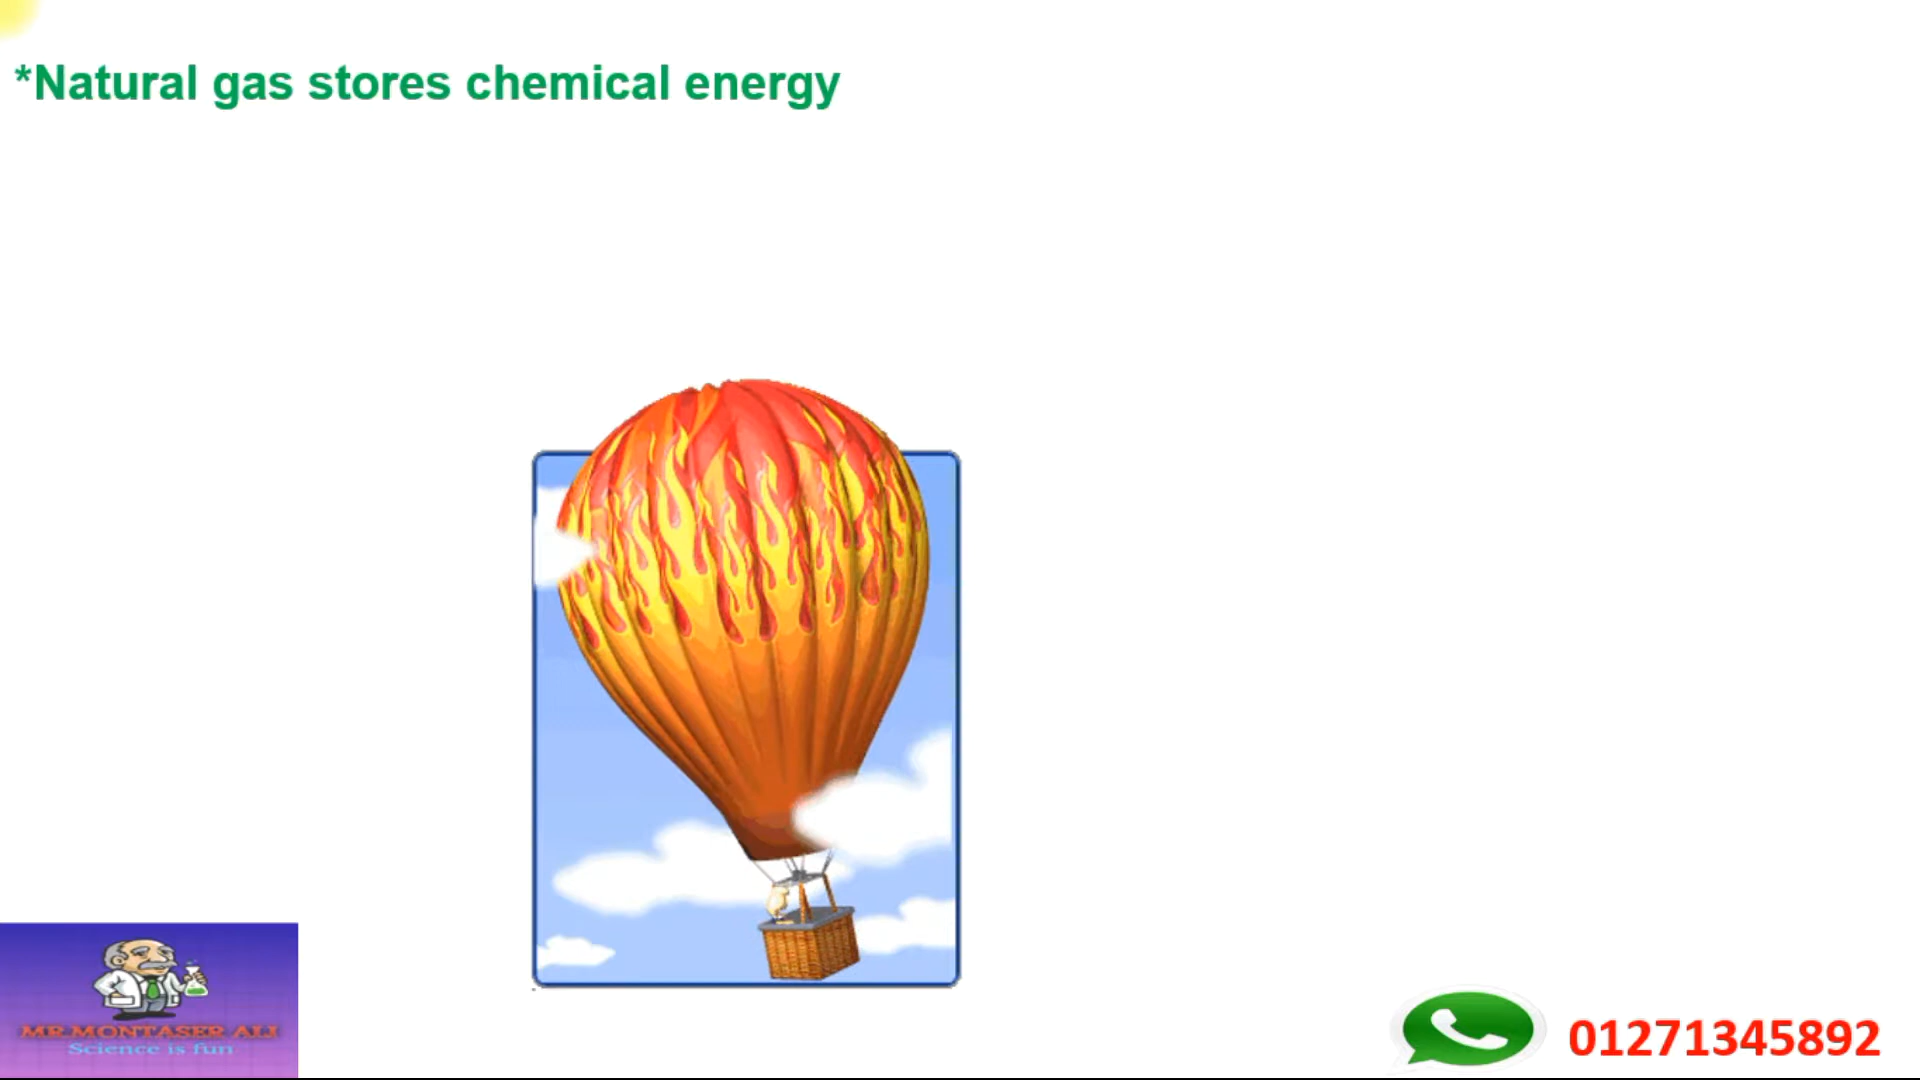 *Natural gas stores chemical energy
MR.MONTASER ALI
Science is fun
01271345892